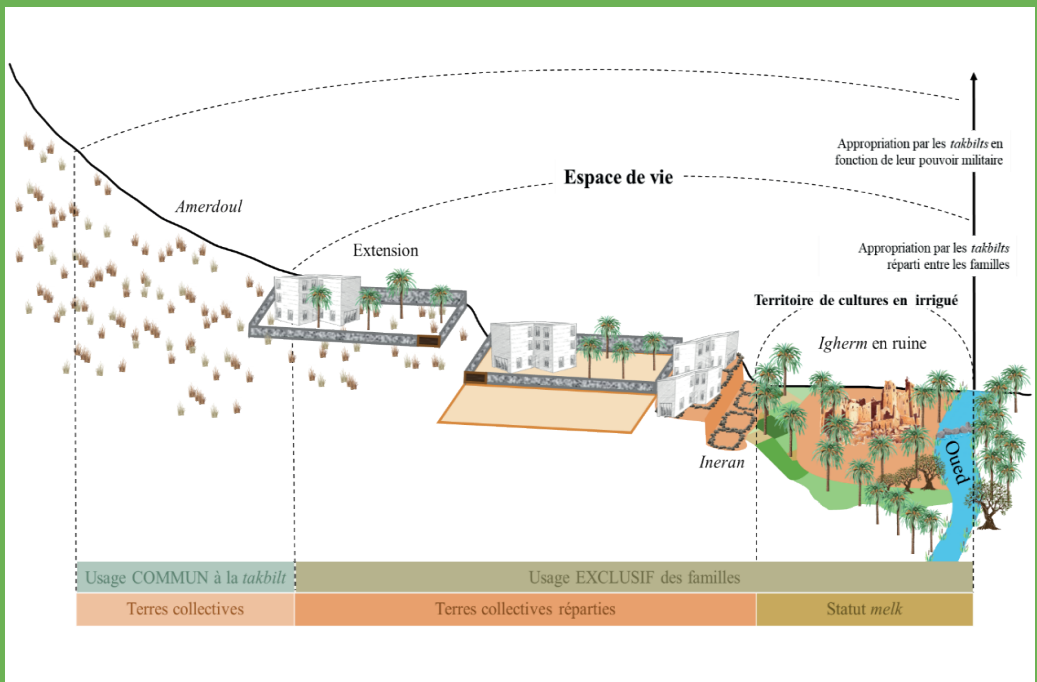 Appropriation par les takbilts en
fonction de leur pouvoir militaire
Espace de vie
Amerdoul
Extension
Appropriation par les takbilts
réparti entre les familles
Territoire de cultures en irrigué
Igherm en ruine
Ineran
Oued
Usage COMMUN à la takbilt
Usage EXCLUSIF des familles
Terres collectives
Terres collectives réparties
Statut melk